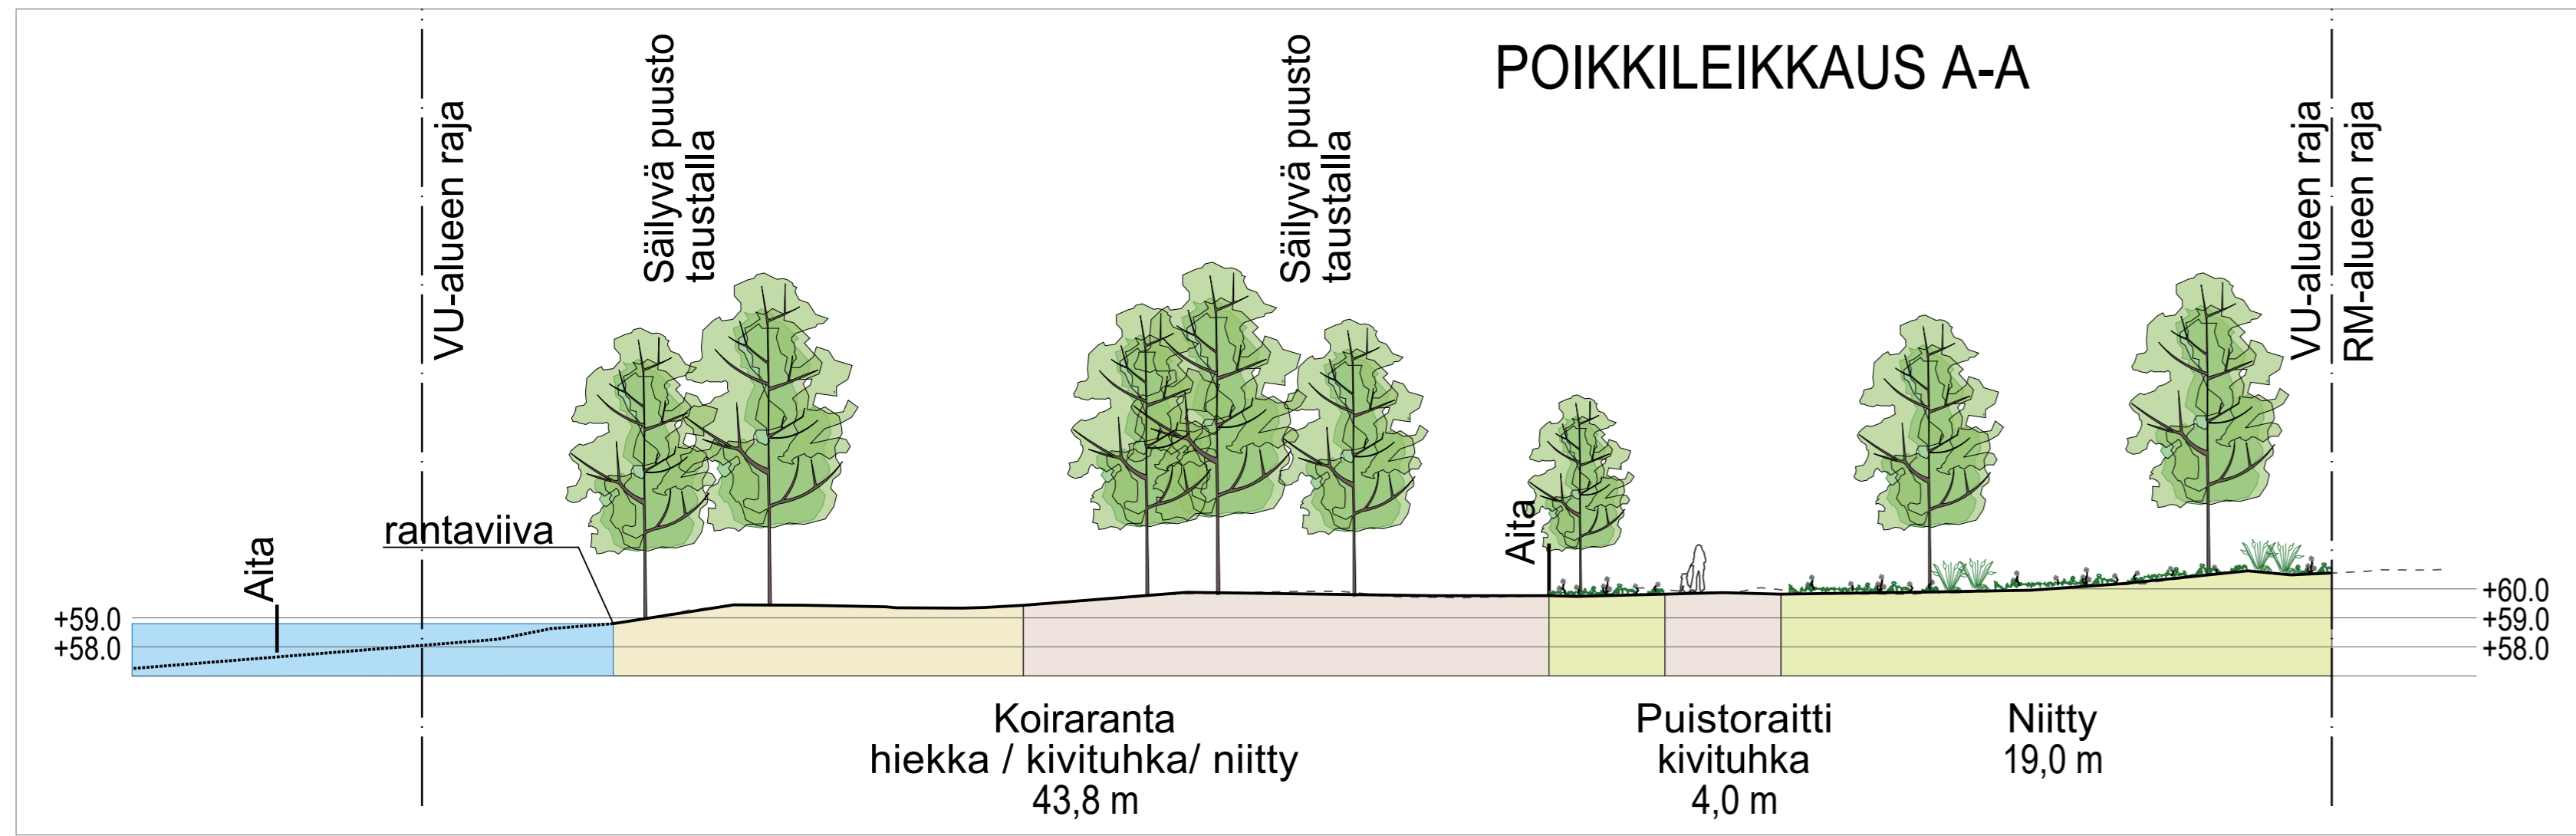 POIKKILEIKKAUS A-A
VU-alueen raja
Säilyvä puusto
taustalla
Säilyvä puusto
taustalla
VU-alueen raja
RM-alueen raja
rantaviiva
Aita
Aita
+59.0
+58.0
+60.0
+59.0
+58.0
Koiraranta
hiekka / kivituhka/ niitty
43,8 m
Puistoraitti
kivituhka
4,0 m
Niitty
19,0 m